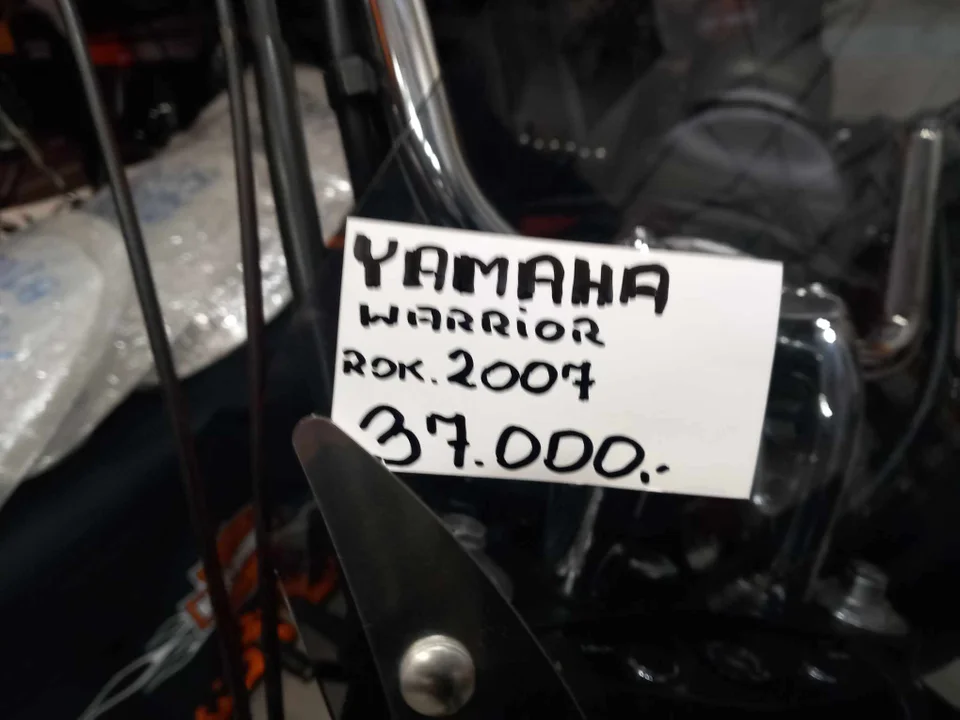 YAMAHA
WARRiOR
ROK. 2007
37.000.-